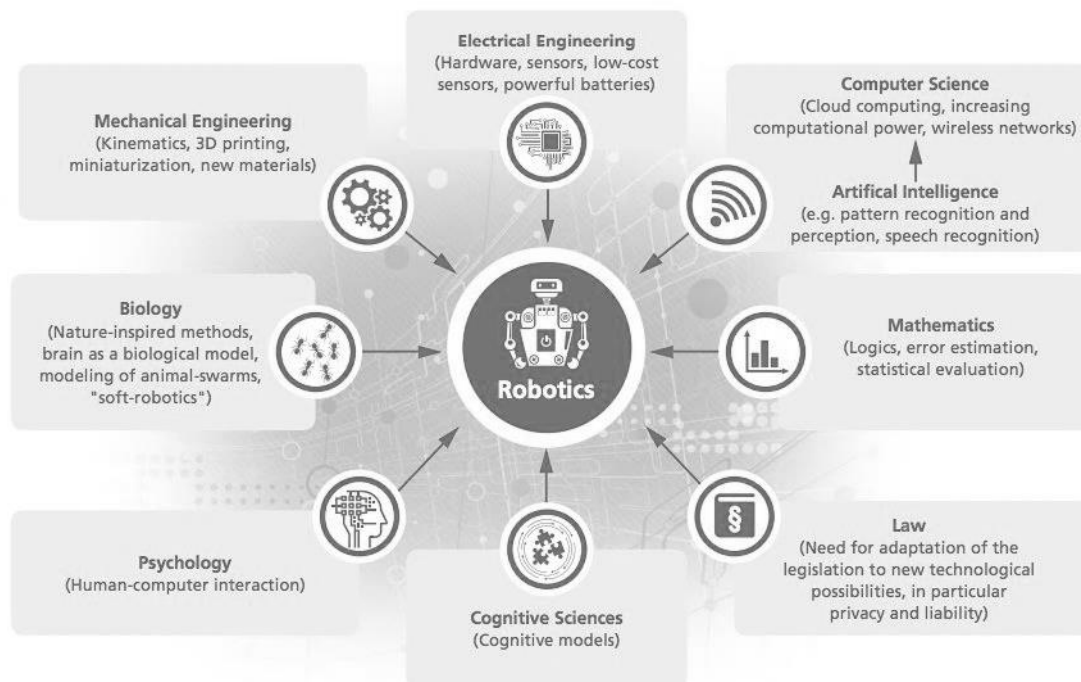 Electrical Engineering
(Hardware, sensors, low-cost
sensors, powerful batteries)
Mechanical Engineering
(Kinematics, 3D printing,
miniaturization, new materials)
Computer Science
(Cloud computing, increasing
computational power, wireless networks)
Artifical Intelligence
(e.g. pattern recognition and
perception, speech recognition)
Biology
(Nature-inspired methods,
brain as a biological model,
modeling of animal-swarms,
"soft-robotics")
Robotics
Mathematics
(Logics, error estimation,
statistical evaluation)
Psychology
(Human-computer interaction)
Cognitive Sciences
(Cognitive models)
§
Law
(Need for adaptation of the
legislation to new technological
possibilities, in particular
privacy and liability)